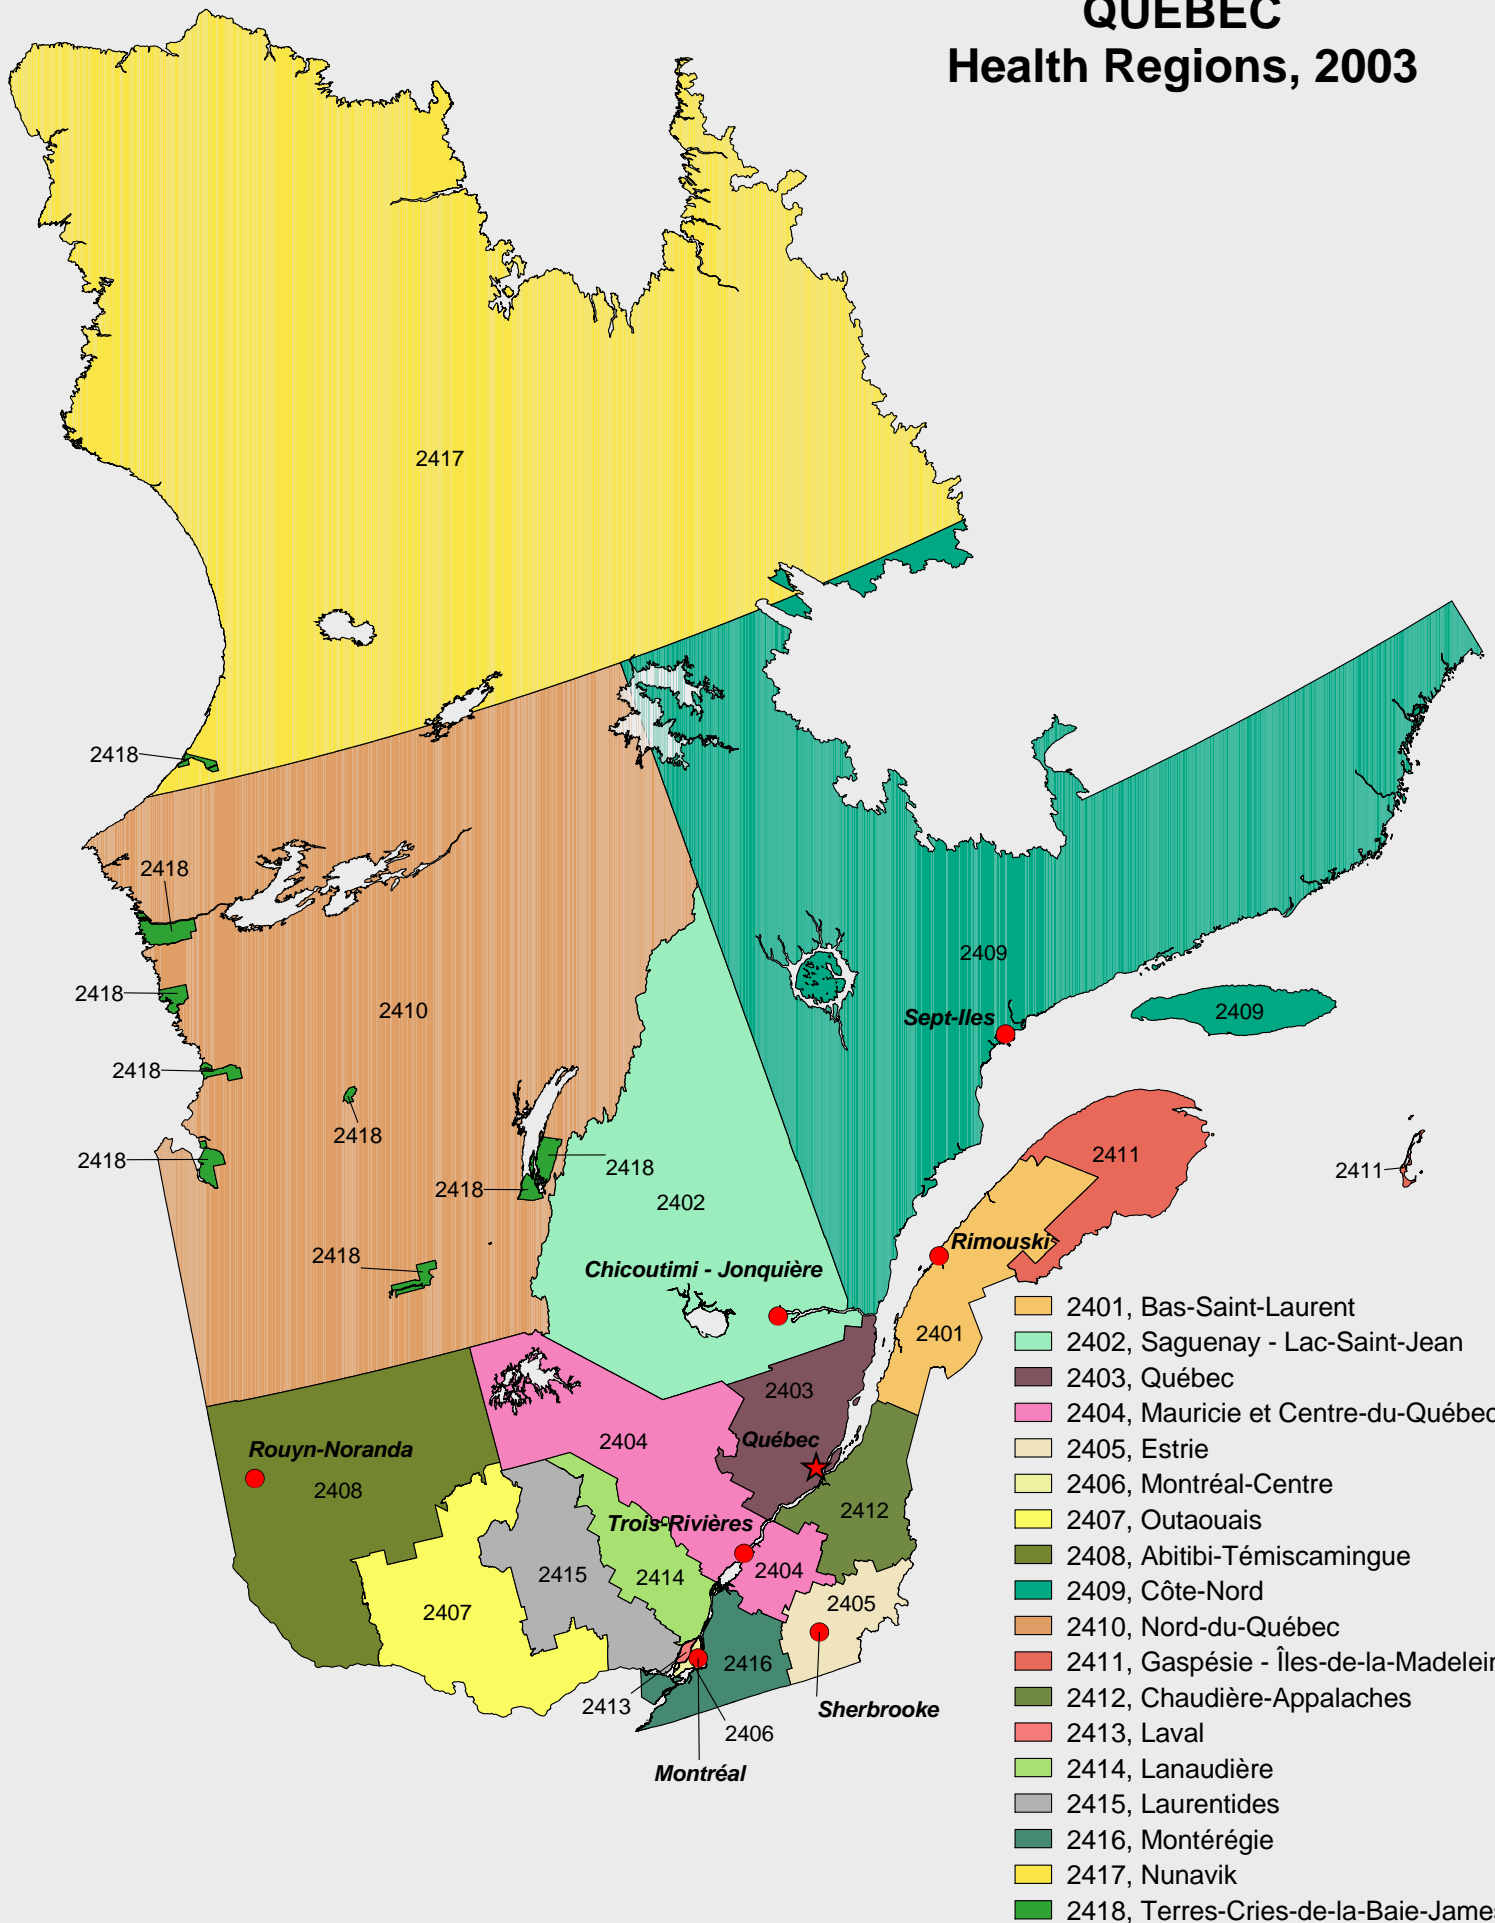 QUEBEC
Health Regions, 2003
2417
2418
2418
2418
2410
2409
Sept-Iles
2409
2418
2418
2418
2411
2411
2418
2418
2402
2418
Rimouski
Chicoutimi - Jonquière
2401
2403
Québec
2404
Rouyn-Noranda
2408
2412
Trois-Rivières
2415
2414
2404
2405
2407
2416
2413
2406
Sherbrooke
Montréal
2401, Bas-Saint-Laurent
2402, Saguenay - Lac-Saint-Jean
2403, Québec
2404, Mauricie et Centre-du-Québec
2405, Estrie
2406, Montréal-Centre
2407, Outaouais
2408, Abitibi-Témiscamingue
2409, Côte-Nord
2410, Nord-du-Québec
2411, Gaspésie - Îles-de-la-Madelein
2412, Chaudière-Appalaches
2413, Laval
2414, Lanaudière
2415, Laurentides
2416, Montérégie
2417, Nunavik
2418, Terres-Cries-de-la-Baie-James